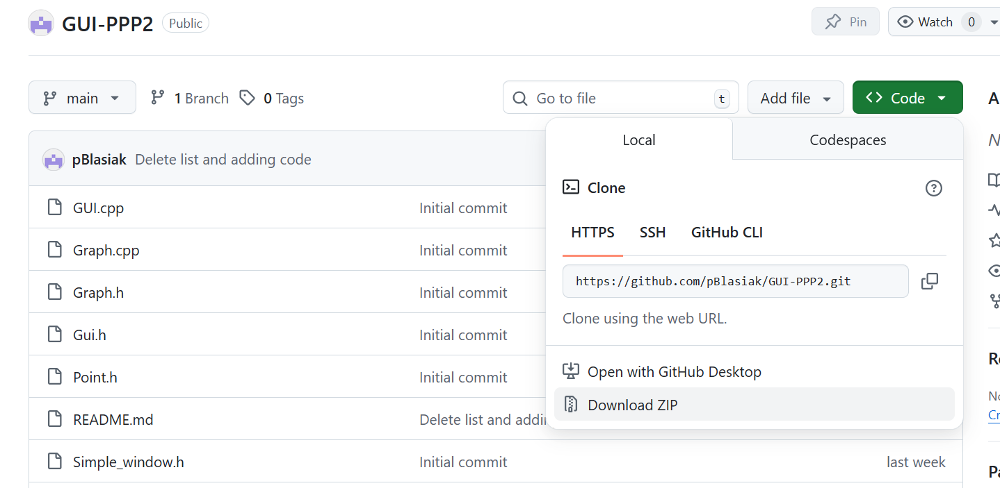 GUI-PPP2 Public Pin Watch 0
main 1 Branch 0 Tags Go to file t Add file Code
pBlasiak Delete list and adding code
GUI.cpp Initial commit
Graph.cpp Initial commit
Graph.h Initial commit
Gui.h Initial commit
Point.h Initial commit
README.md Delete list and addi
Simple_window.h Initial commit last week
Local Codespaces
Clone
HTTPS SSH GitHub CLI
https://github.com/pBlasiak/GUI-PPP2.git
Clone using the web URL.
Open with GitHub Desktop
Download ZIP